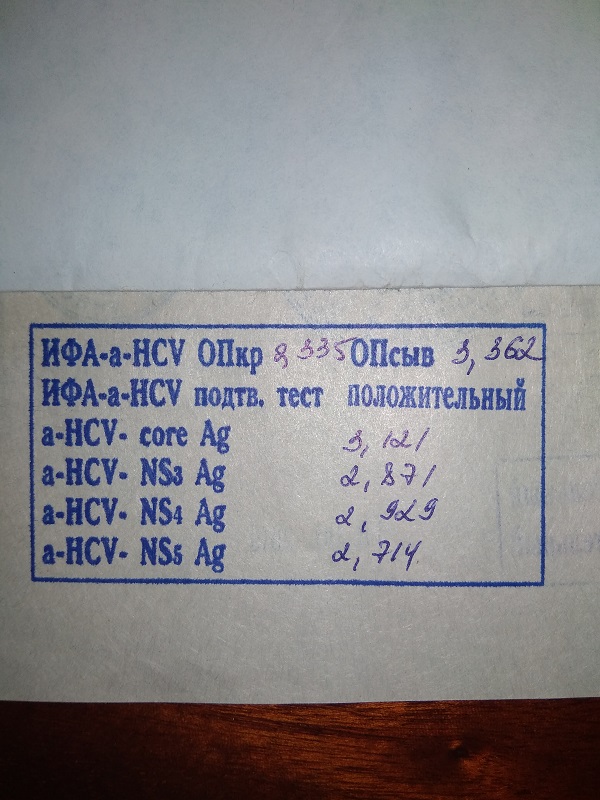 ИФА-а-HCV ОПкр 0,335 ОПсыв 3,362
ИФА-а-HCV подтв. тест положительный
а-HCV- core Ag 3,121
а-HCV- NS3 Ag 2,871
а-HCV- NS4 Ag 2,929
а-HCV- NS5 Ag 2,714